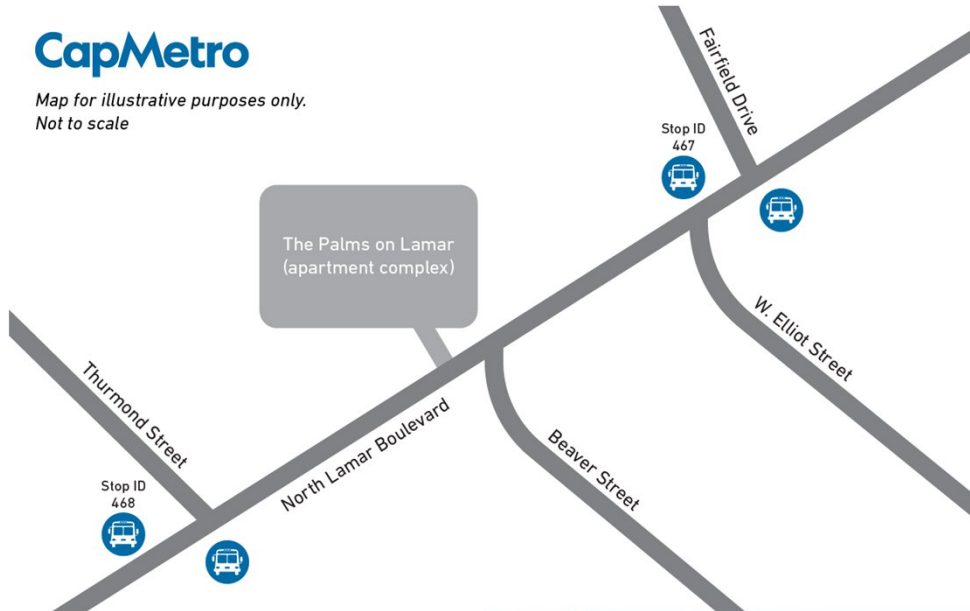 CapMetro
Map for illustrative purposes only.
Not to scale
Fairfield Drive
Stop ID
467
The Palms on Lamar
(apartment complex)
W. Elliot Street
Thurmond Street
North Lamar Boulevard
Beaver Street
Stop ID
468